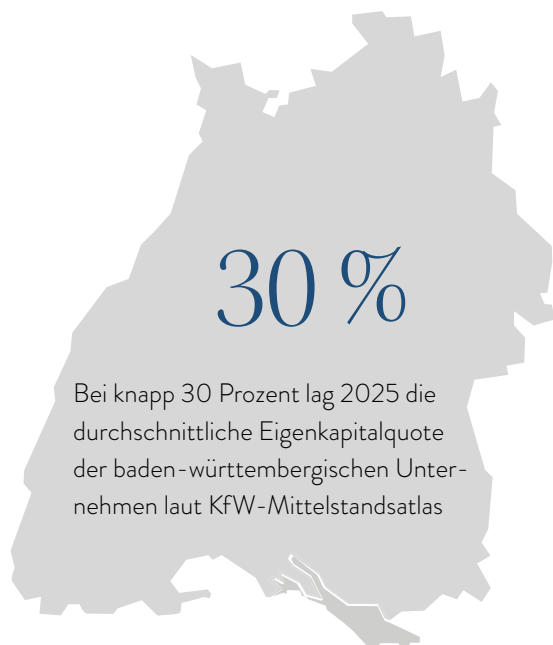 30 %
Bei knapp 30 Prozent lag 2025 die
durchschnittliche Eigenkapitalquote
der baden-württembergischen Unter-
nehmen laut KfW-Mittelstandsatlas